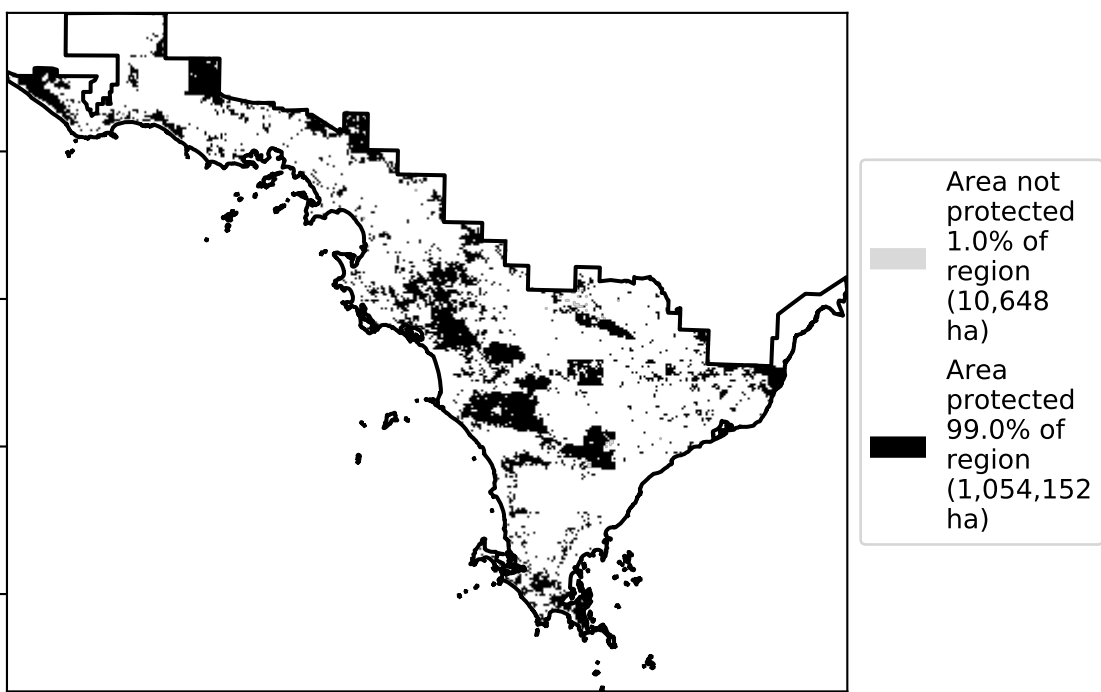 Area not
protected
1.0% of
region
(10,648
ha)
Area
protected
99.0% of
region
(1,054,152
ha)